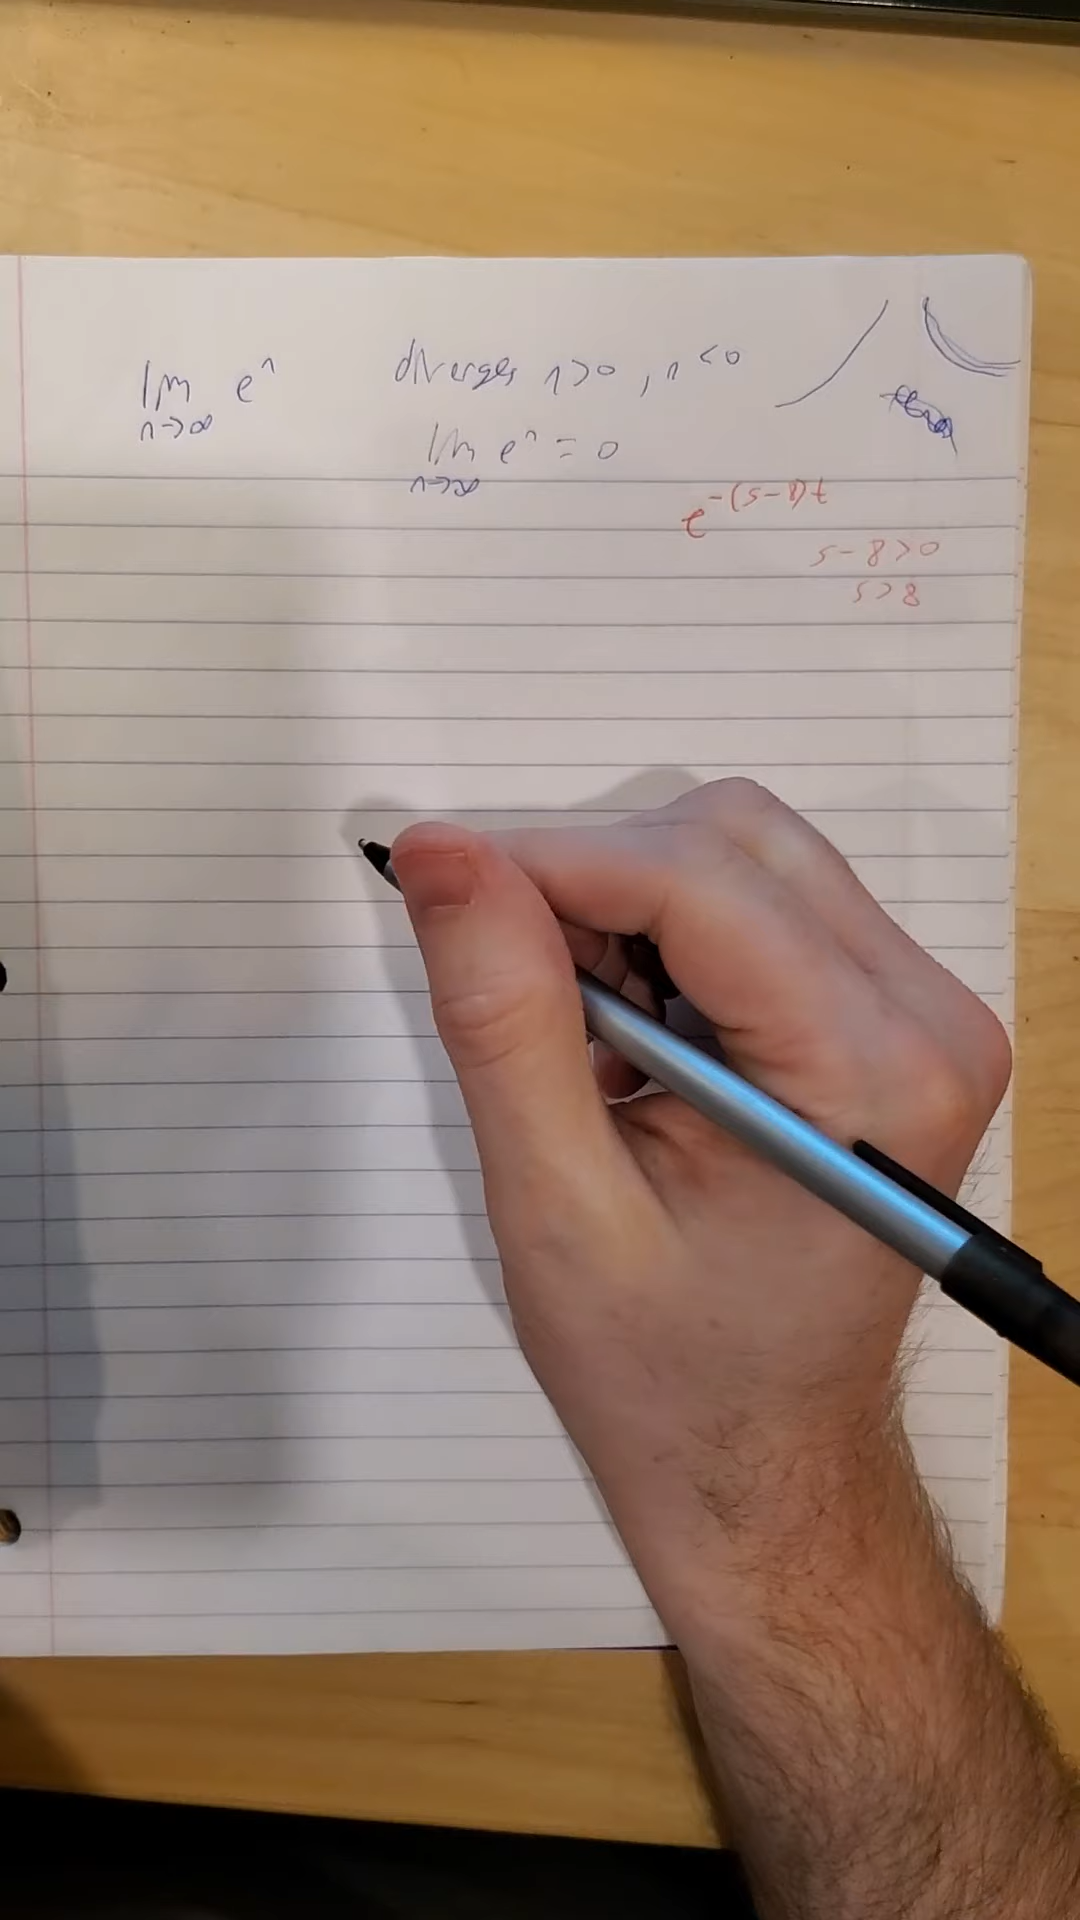 lim e^n diverges n>0, n<0
n->∞
lim e^n = 0
n->∞
e^-(s-8)t
s-8>0
s>8